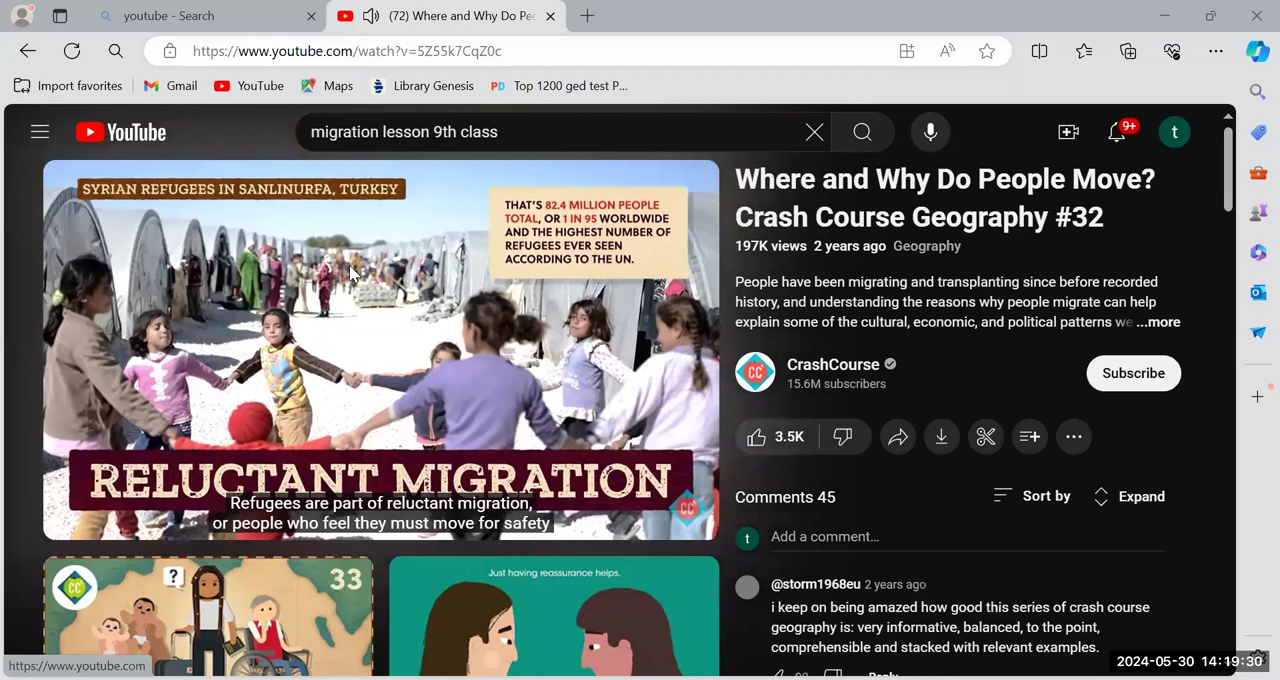 youtube - Search
(72) Where and Why Do Pe
https://www.youtube.com/watch?v=5Z55k7CqZ0c
Import favorites
Gmail
YouTube
Maps
Library Genesis
PD Top 1200 ged test P...
YouTube
migration lesson 9th class
9+
t
SYRIAN REFUGEES IN SANLINURFA, TURKEY
THAT'S 82.4 MILLION PEOPLE
TOTAL, OR 1 IN 95 WORLDWIDE
AND THE HIGHEST NUMBER OF
REFUGEES EVER SEEN
ACCORDING TO THE UN.
RELUCTANT MIGRATION
CC
Refugees are part of reluctant migration,
or people who feel they must move for safety
Where and Why Do People Move?
Crash Course Geography #32
197K views 2 years ago Geography
People have been migrating and transplanting since before recorded
history, and understanding the reasons why people migrate can help
explain some of the cultural, economic, and political patterns we ...more
CC
CrashCourse
15.6M subscribers
Subscribe
3.5K
Comments 45
Sort by
Expand
t
Add a comment...
@storm1968eu 2 years ago
i keep on being amazed how good this series of crash course
geography is: very informative, balanced, to the point,
comprehensible and stacked with relevant examples.
Reply
CC
?
33
Just having reassurance helps.
https://www.youtube.com
2024-05-30 14:19:30